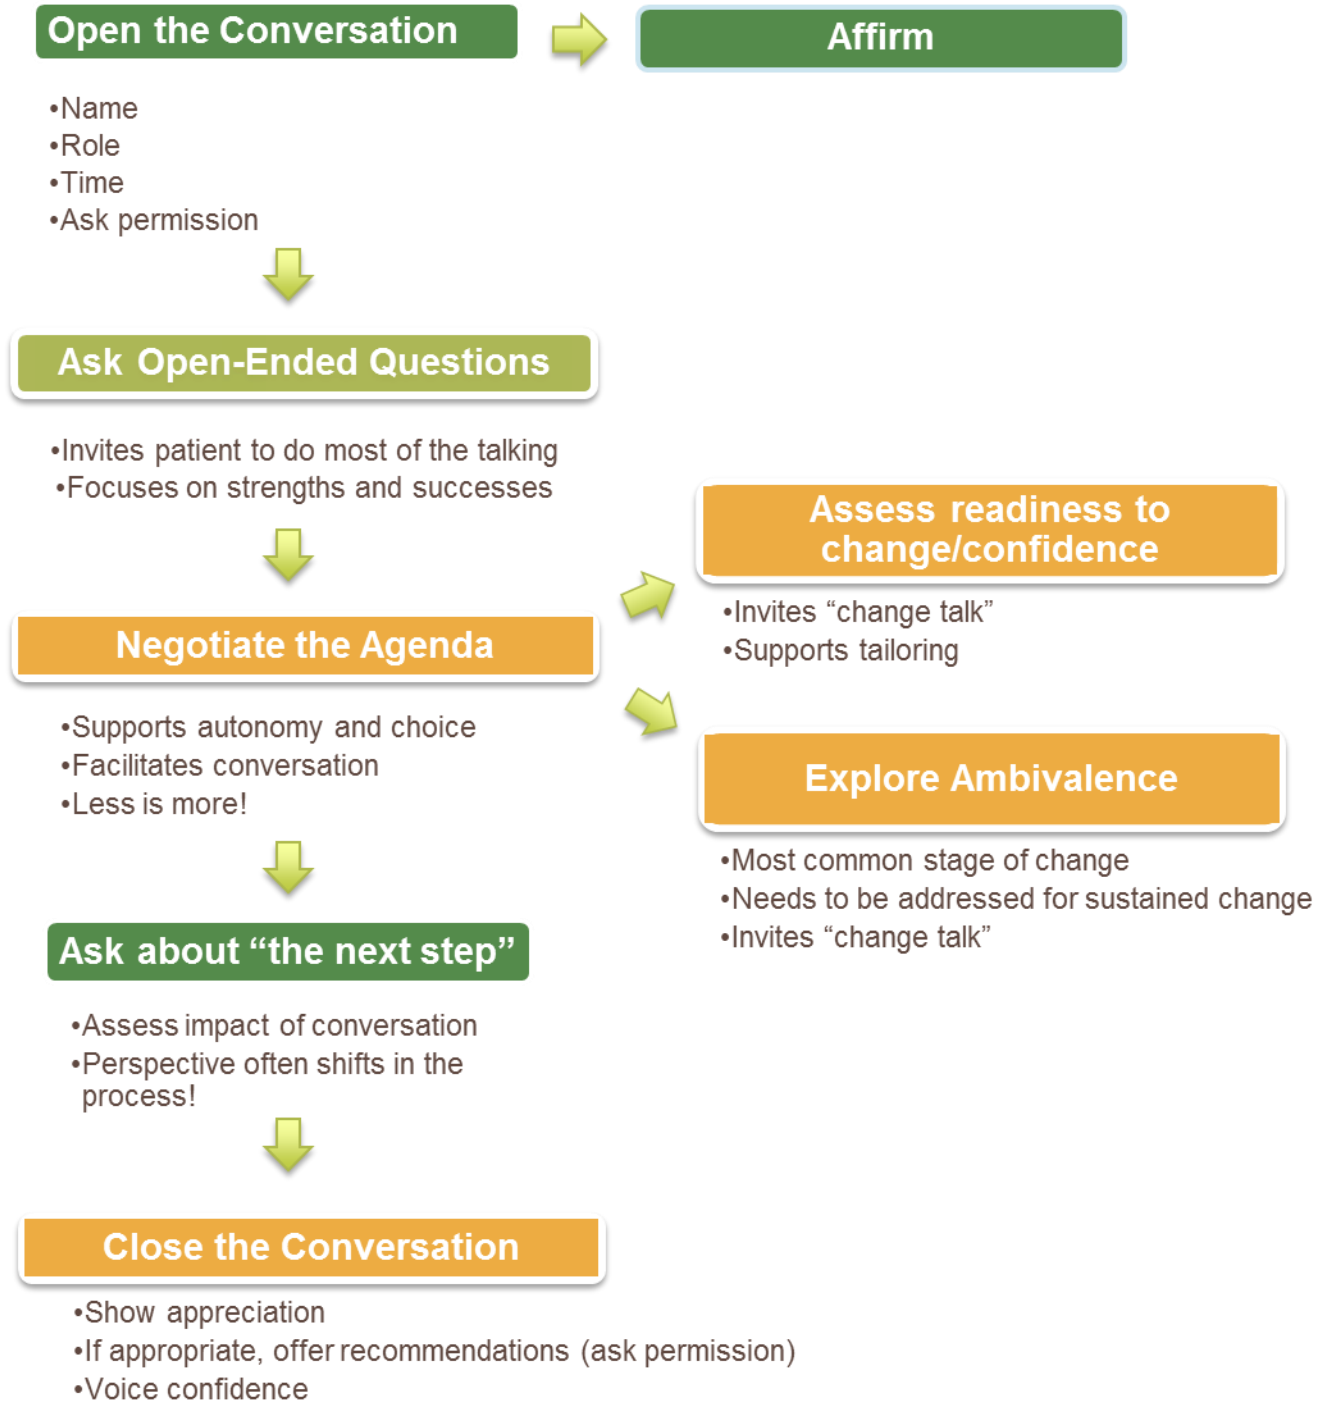 Open the Conversation
Affirm
•Name
•Role
•Time
•Ask permission
Ask Open-Ended Questions
•Invites patient to do most of the talking
•Focuses on strengths and successes
Assess readiness to
change/confidence
•Invites “change talk”
•Supports tailoring
Negotiate the Agenda
•Supports autonomy and choice
•Facilitates conversation
•Less is more!
Explore Ambivalence
•Most common stage of change
•Needs to be addressed for sustained change
•Invites “change talk”
Ask about “the next step”
•Assess impact of conversation
•Perspective often shifts in the
process!
Close the Conversation
•Show appreciation
•If appropriate, offer recommendations (ask permission)
•Voice confidence